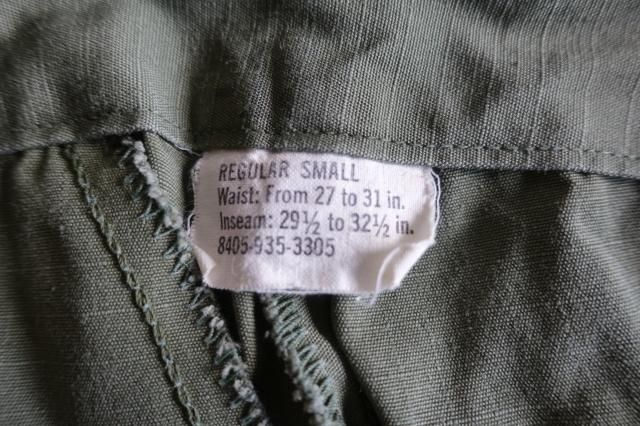 REGULAR SMALL
Waist: From 27 to 31 in.
Inseam: 29½ to 32½ in.
8405-935-3305